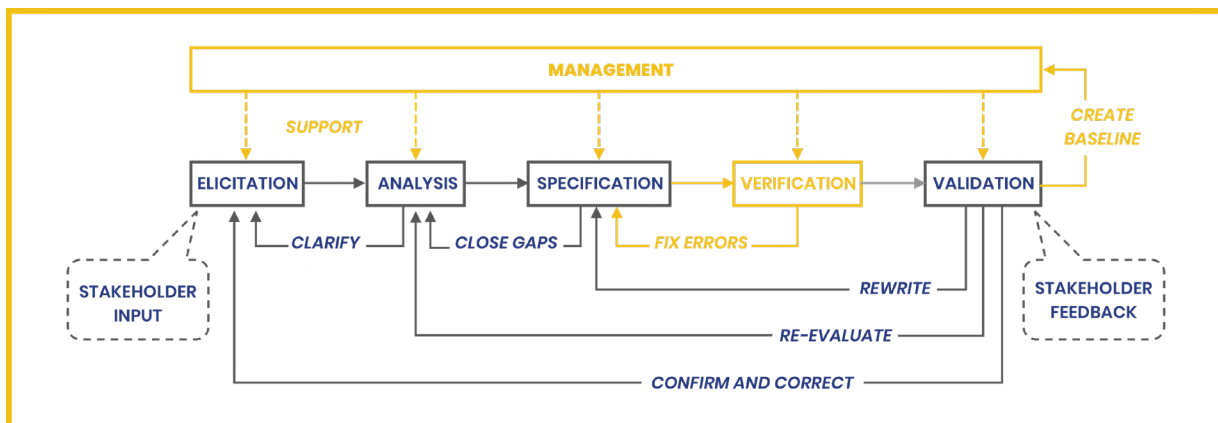 MANAGEMENT
SUPPORT
CREATE
BASELINE
ELICITATION
ANALYSIS
SPECIFICATION
VERIFICATION
VALIDATION
CLARIFY
CLOSE GAPS
FIX ERRORS
STAKEHOLDER
INPUT
REWRITE
STAKEHOLDER
FEEDBACK
RE-EVALUATE
CONFIRM AND CORRECT